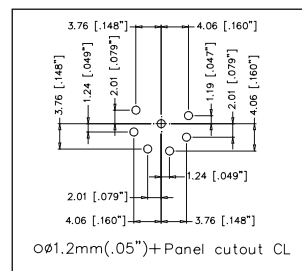 3.76 [.148"] 4.06 [.160"]
3.76 [.148"]
1.24 [.049"]
2.01 [.079"]
1.19 [.047"]
2.01 [.079"]
4.06 [.160"]
1.24 [.049"]
2.01 [.079"]
4.06 [.160"] 3.76 [.148"]
Oø1.2mm(.05")+Panel cutout CL